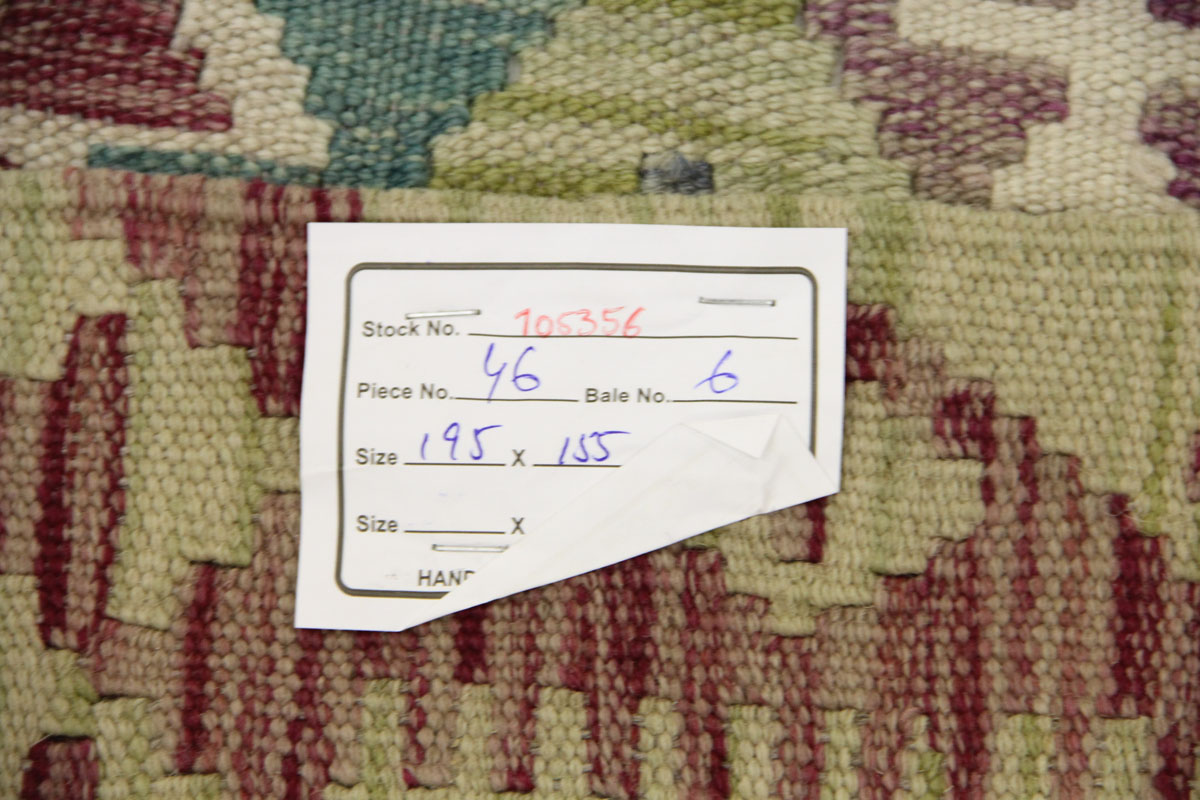 Stock No. 105356
Piece No. 46 Bale No. 6
Size 195 X 155
Size X
HAND